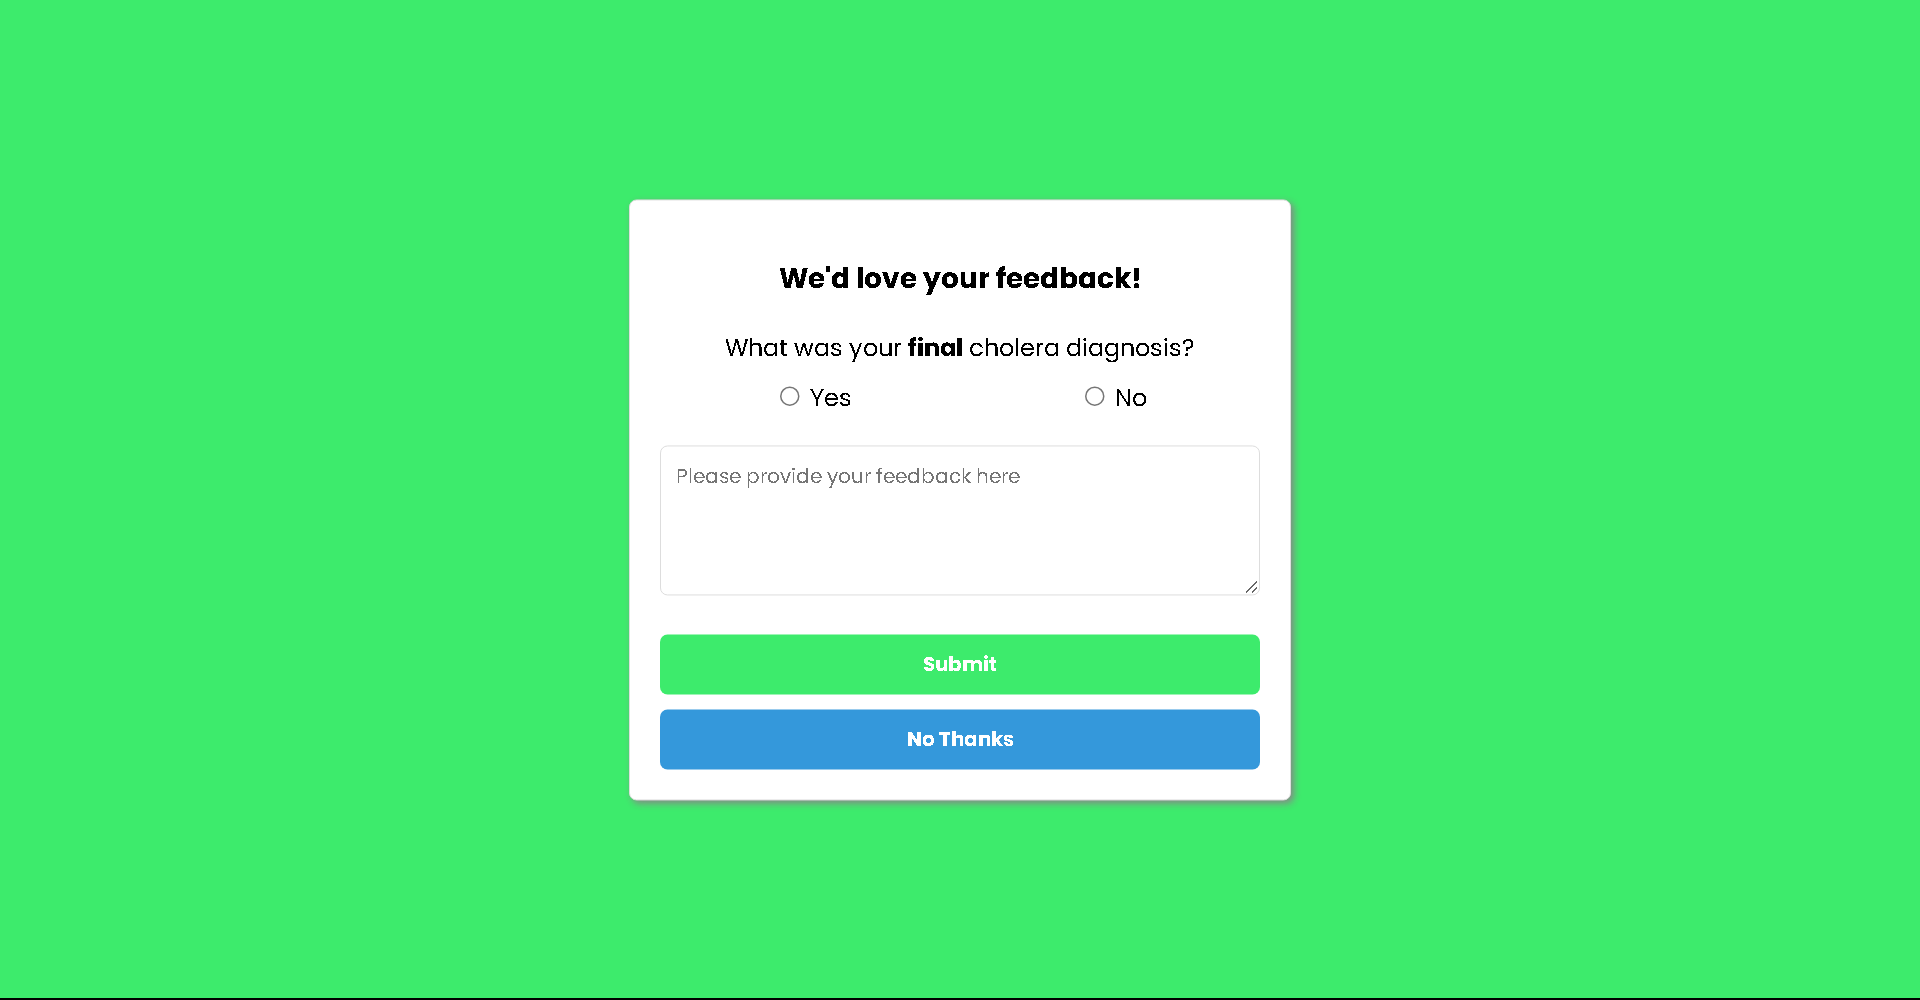 We'd love your feedback!
What was your final cholera diagnosis?
Yes No
Please provide your feedback here
Submit
No Thanks